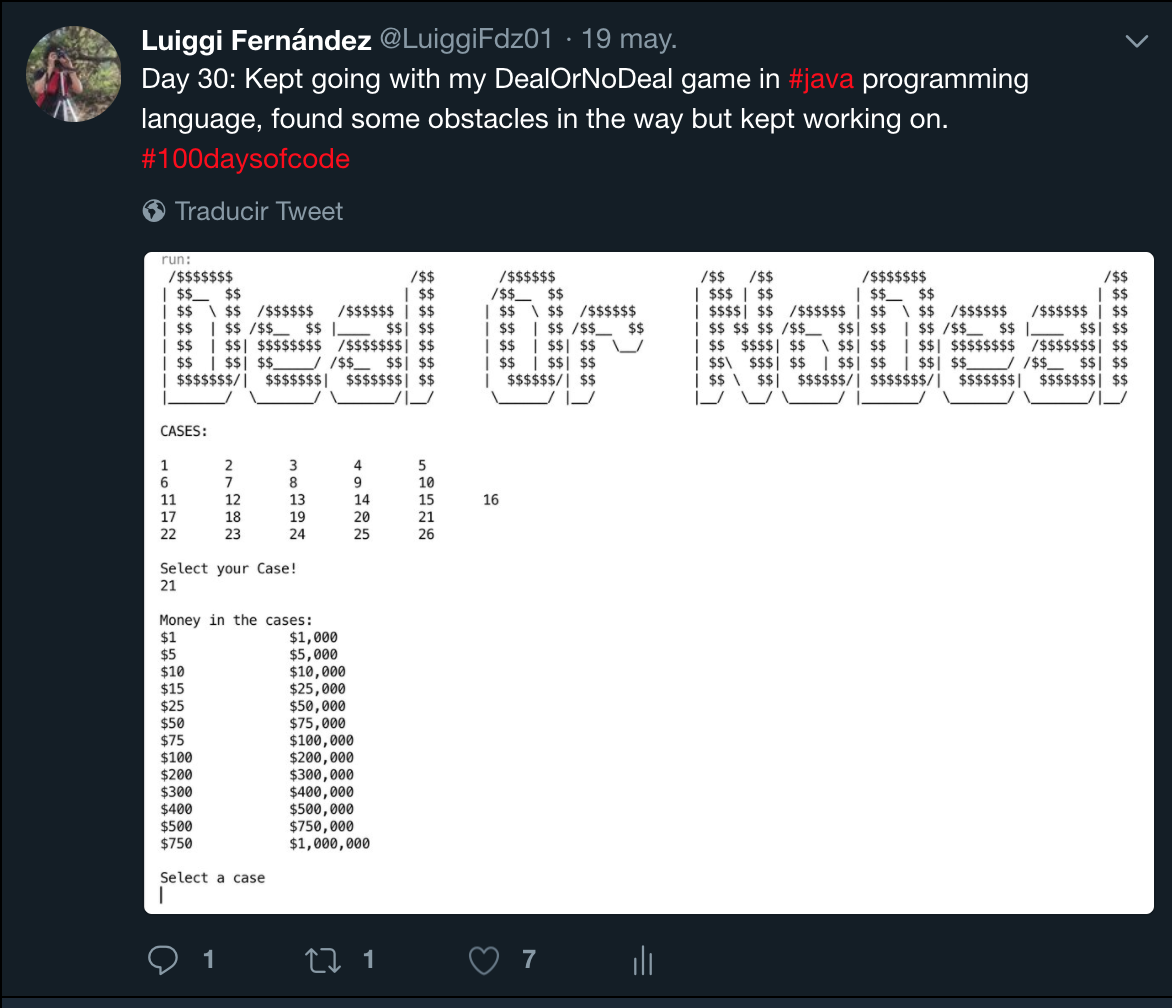 Luiggi Fernández @LuiggiFdz01 · 19 may.
Day 30: Kept going with my DealOrNoDeal game in #java programming
language, found some obstacles in the way but kept working on.
#100daysofcode
Traducir Tweet
run:
Deal Or NoDeal
CASES:
1 2 3 4 5
6 7 8 9 10
11 12 13 14 15 16
17 18 19 20 21
22 23 24 25 26
Select your Case!
21
Money in the cases:
$1 $1,000
$5 $5,000
$10 $10,000
$15 $25,000
$25 $50,000
$50 $75,000
$75 $100,000
$100 $200,000
$200 $300,000
$300 $400,000
$400 $500,000
$500 $750,000
$750 $1,000,000
Select a case
1 1 7